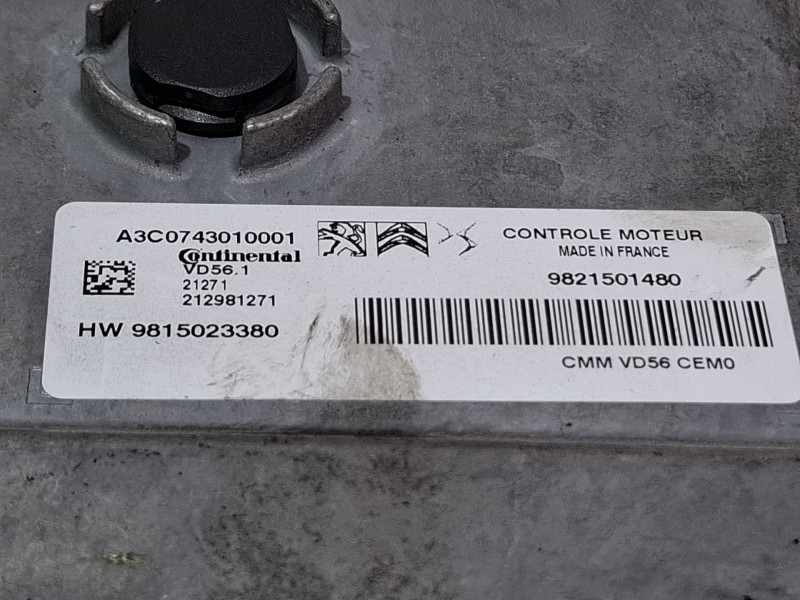 A3C0743010001
Continental
VD56.1
21271
212981271
HW 9815023380
CONTROLE MOTEUR
MADE IN FRANCE
9821501480
CMM VD56 CEM0